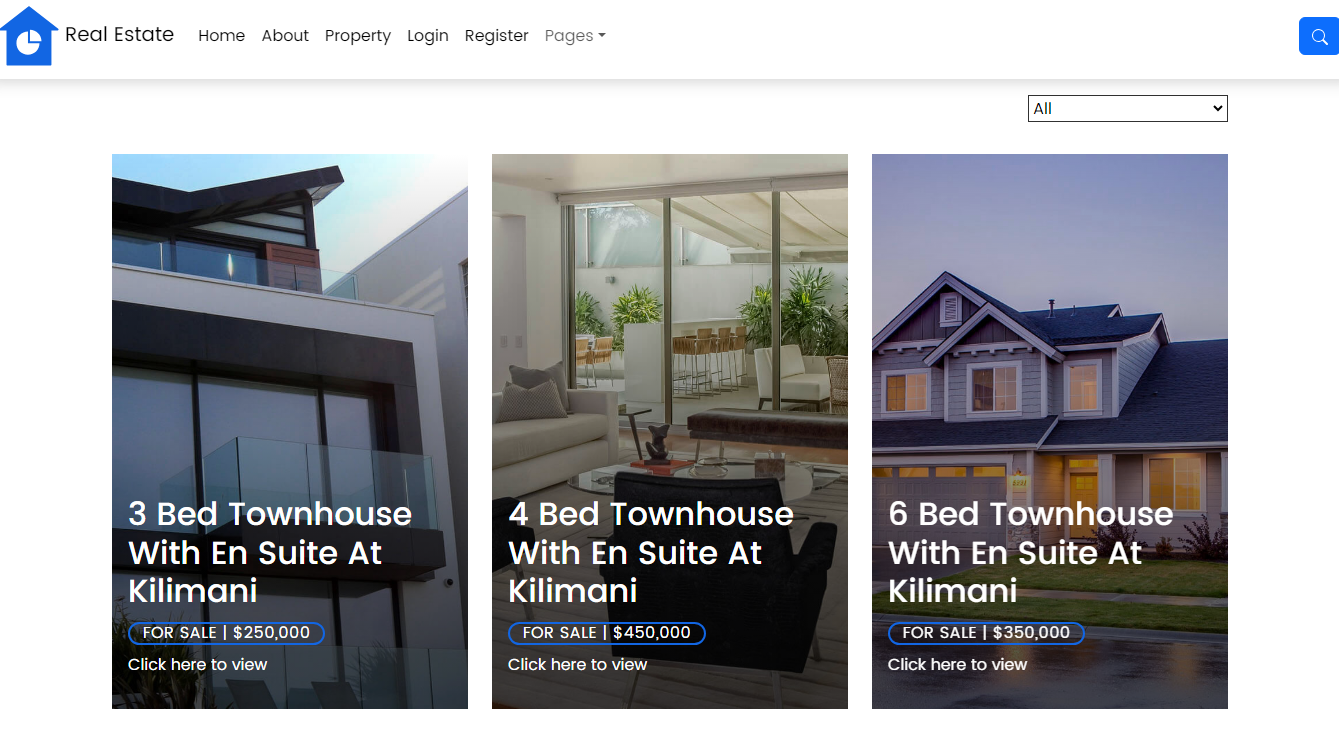 Real Estate Home About Property Login Register Pages
All
3 Bed Townhouse
With En Suite At
Kilimani
FOR SALE | $250,000
Click here to view
4 Bed Townhouse
With En Suite At
Kilimani
FOR SALE | $450,000
Click here to view
6 Bed Townhouse
With En Suite At
Kilimani
FOR SALE | $350,000
Click here to view